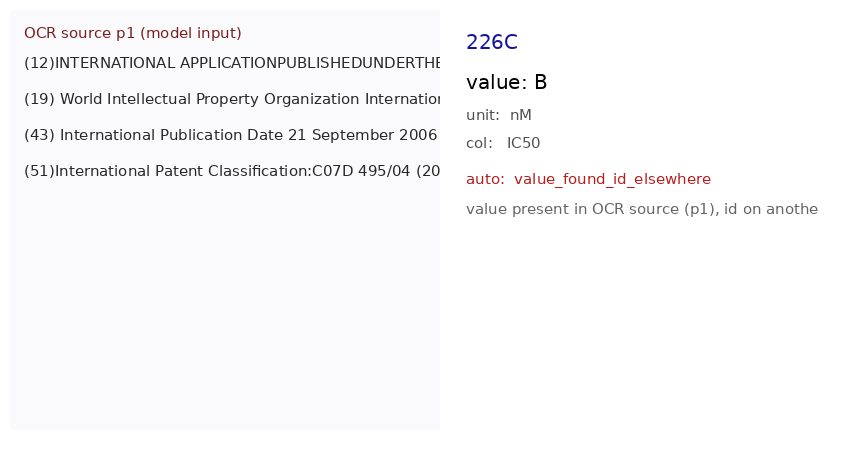 OCR source p1 (model input)
(12)INTERNATIONAL APPLICATIONPUBLISHEDUNDERTHE
(19) World Intellectual Property Organization Internation
(43) International Publication Date 21 September 2006
(51)International Patent Classification:C07D 495/04 (20
226C
value: B
unit: nM
col: IC50
auto: value_found_id_elsewhere
value present in OCR source (p1), id on anothe